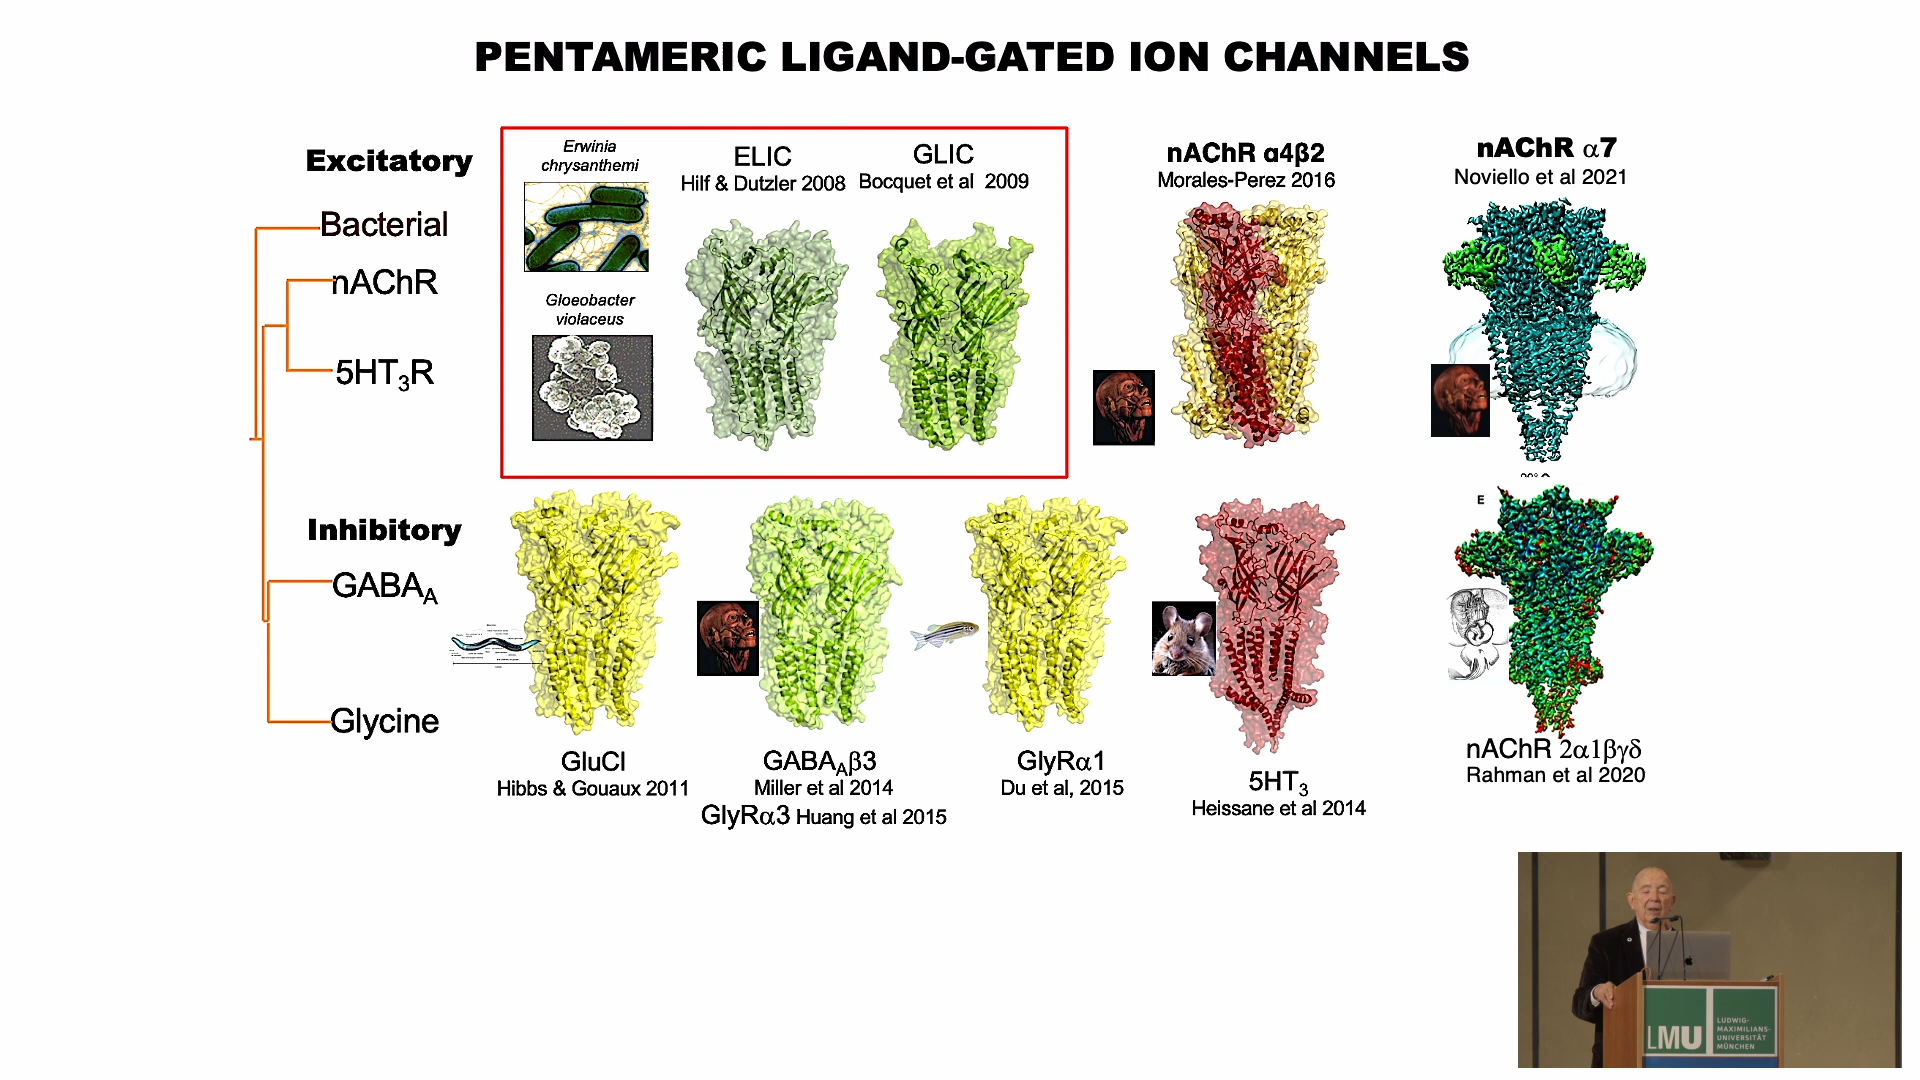 PENTAMERIC LIGAND-GATED ION CHANNELS
Excitatory
Bacterial
nAChR
5HT₃R
Inhibitory
GABA_A
Glycine
Erwinia
chrysanthemi
Gloeobacter
violaceus
ELIC
Hilf & Dutzler 2008
GLIC
Bocquet et al 2009
nAChR α4β2
Morales-Perez 2016
nAChR α7
Noviello et al 2021
E
GluCl
Hibbs & Gouaux 2011
GABA_Aβ3
Miller et al 2014
GlyRα3 Huang et al 2015
GlyRα1
Du et al, 2015
5HT₃
Heissane et al 2014
nAChR 2α1βγδ
Rahman et al 2020
LMU
LUDWIG-
MAXIMILIANS-
UNIVERSITÄT
MÜNCHEN